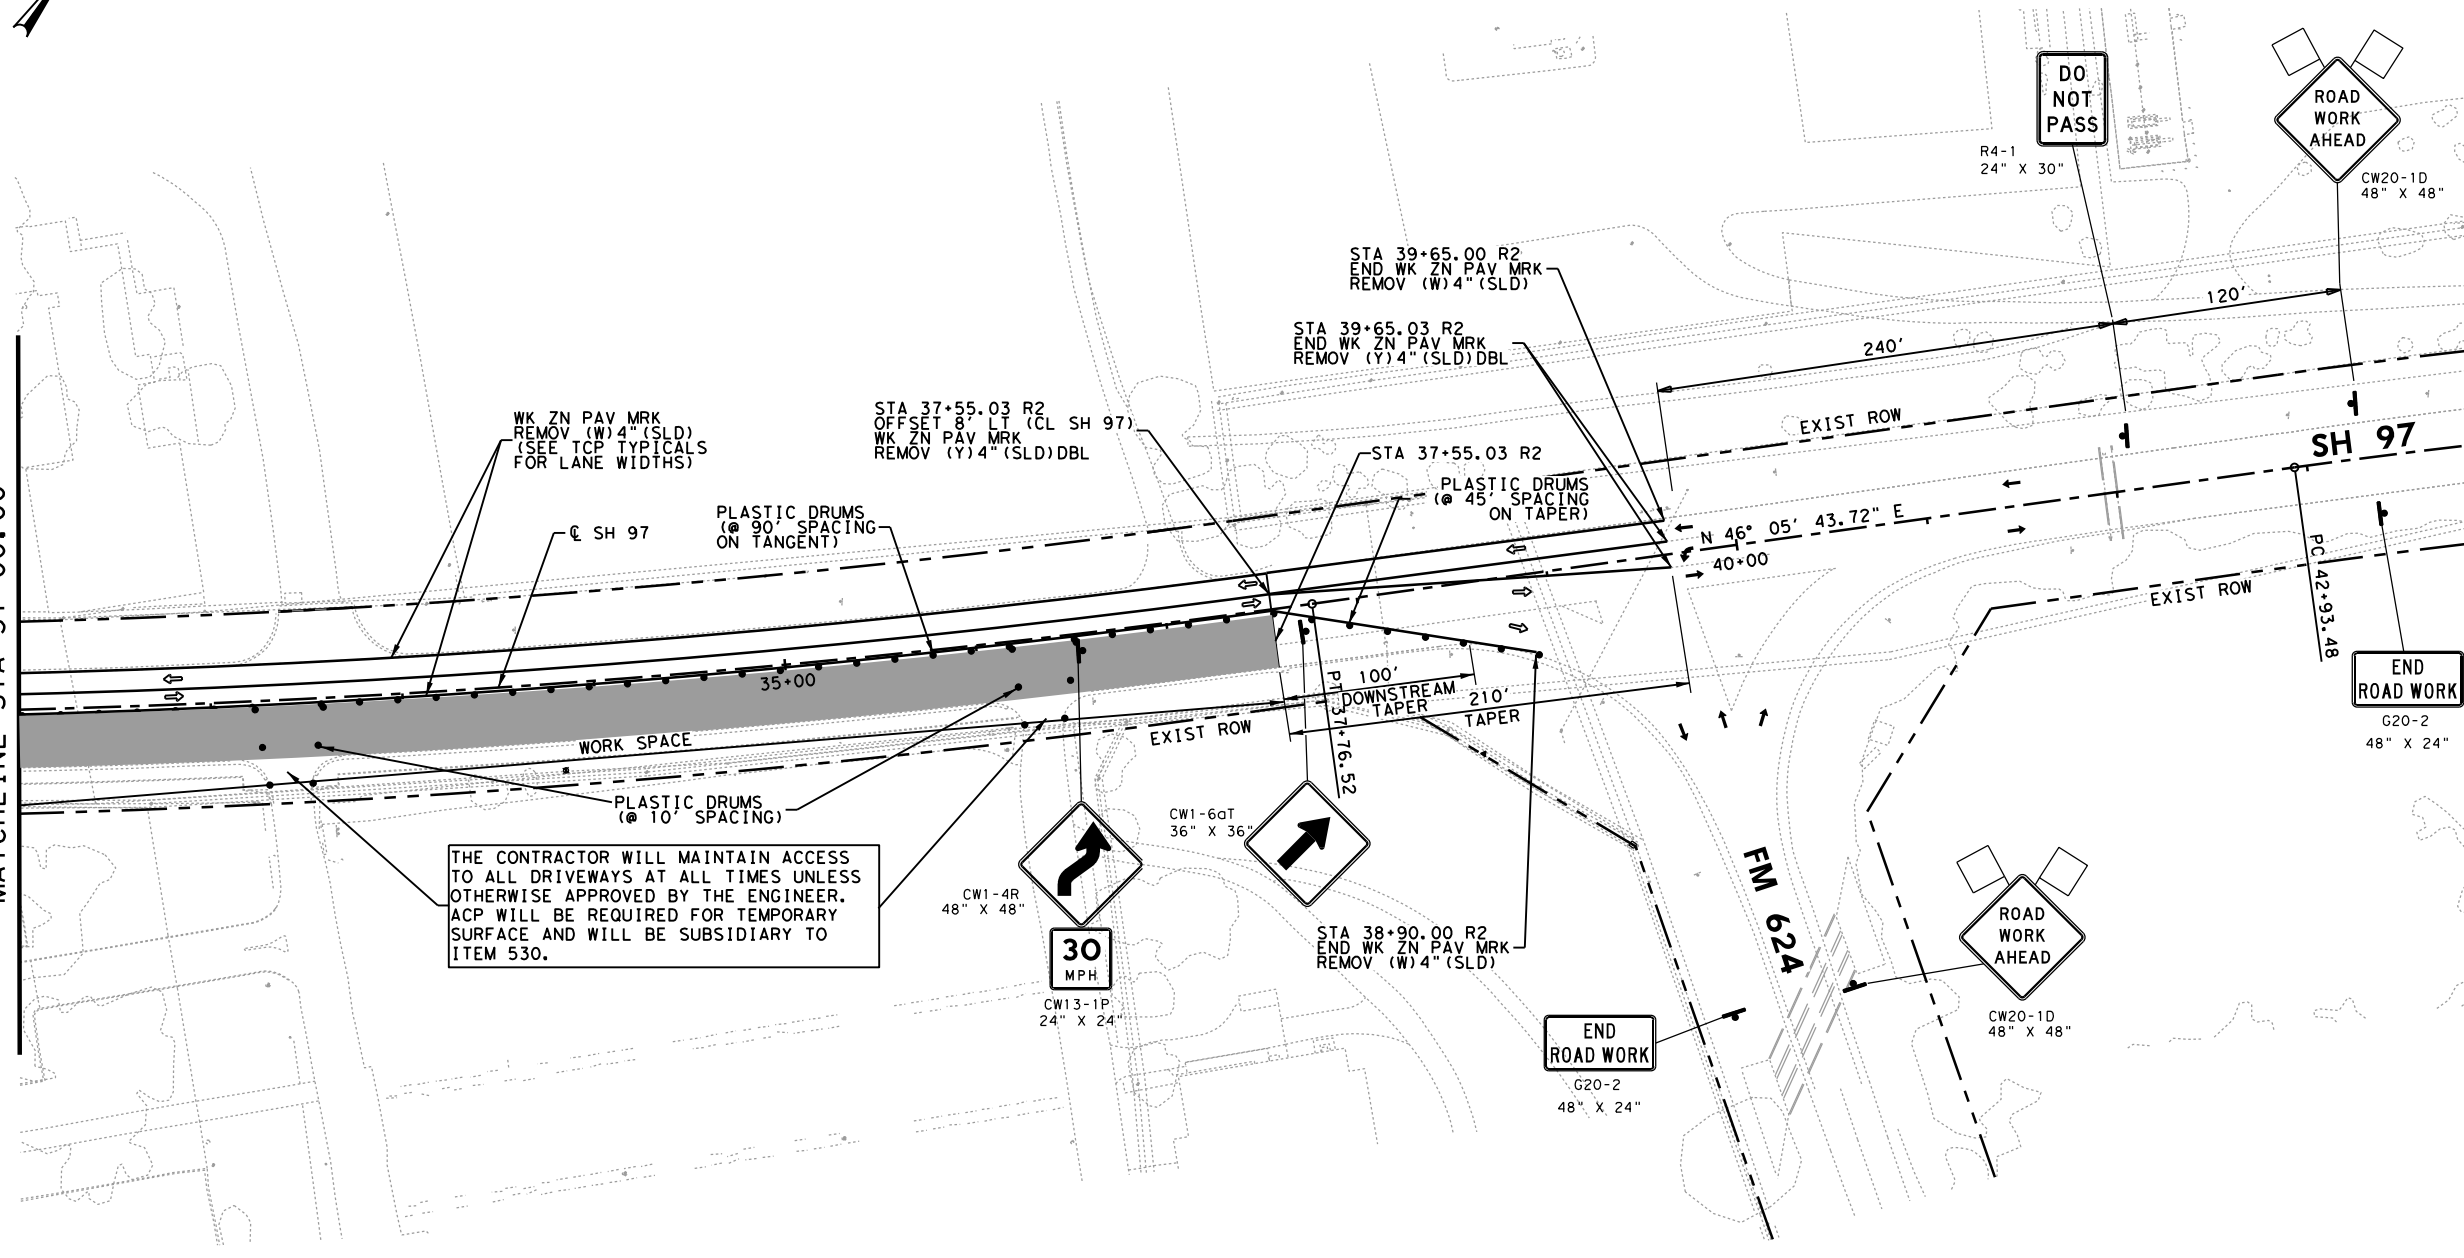 DO
NOT
PASS
R4-1
24" X 30"
ROAD
WORK
AHEAD
CW20-1D
48" X 48"
120'
240'
STA 39+65.00 R2
END WK ZN PAV MRK
REMOV (W)4"(SLD)
STA 39+65.03 R2
END WK ZN PAV MRK
REMOV (Y)4"(SLD)DBL
WK ZN PAV MRK
REMOV (W)4"(SLD)
(SEE TCP TYPICALS
FOR LANE WIDTHS)
STA 37+55.03 R2
OFFSET 8' LT (CL SH 97)
WK ZN PAV MRK
REMOV (Y)4"(SLD)DBL
STA 37+55.03 R2
PLASTIC DRUMS
(@ 45' SPACING
ON TAPER)
PLASTIC DRUMS
(@ 90' SPACING
ON TANGENT)
℄ SH 97
EXIST ROW
SH 97
N 46° 05' 43.72" E
40+00
PC 42+93.48
EXIST ROW
END
ROAD WORK
G20-2
48" X 24"
35+00
100'
DOWNSTREAM
TAPER
210'
TAPER
PT 37+76.52
WORK SPACE
EXIST ROW
PLASTIC DRUMS
(@ 10' SPACING)
THE CONTRACTOR WILL MAINTAIN ACCESS
TO ALL DRIVEWAYS AT ALL TIMES UNLESS
OTHERWISE APPROVED BY THE ENGINEER.
ACP WILL BE REQUIRED FOR TEMPORARY
SURFACE AND WILL BE SUBSIDIARY TO
ITEM 530.
CW1-4R
48" X 48"
30
MPH
CW13-1P
24" X 24"
CW1-6aT
36" X 36"
STA 38+90.00 R2
END WK ZN PAV MRK
REMOV (W)4"(SLD)
FM 624
END
ROAD WORK
G20-2
48" X 24"
ROAD
WORK
AHEAD
CW20-1D
48" X 48"